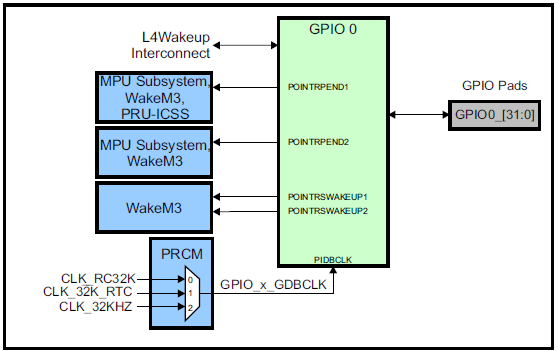 GPIO 0
L4Wakeup
Interconnect
MPU Subsystem,
WakeM3,
PRU-ICSS
POINTRPEND1
GPIO Pads
GPIO0_[31:0]
MPU Subsystem,
WakeM3
POINTRPEND2
WakeM3
POINTRSWAKEUP1
POINTRSWAKEUP2
PRCM
PIDBCLK
CLK_RC32K
0
CLK_32K_RTC
1
GPIO_x_GDBCLK
CLK_32KHZ
2